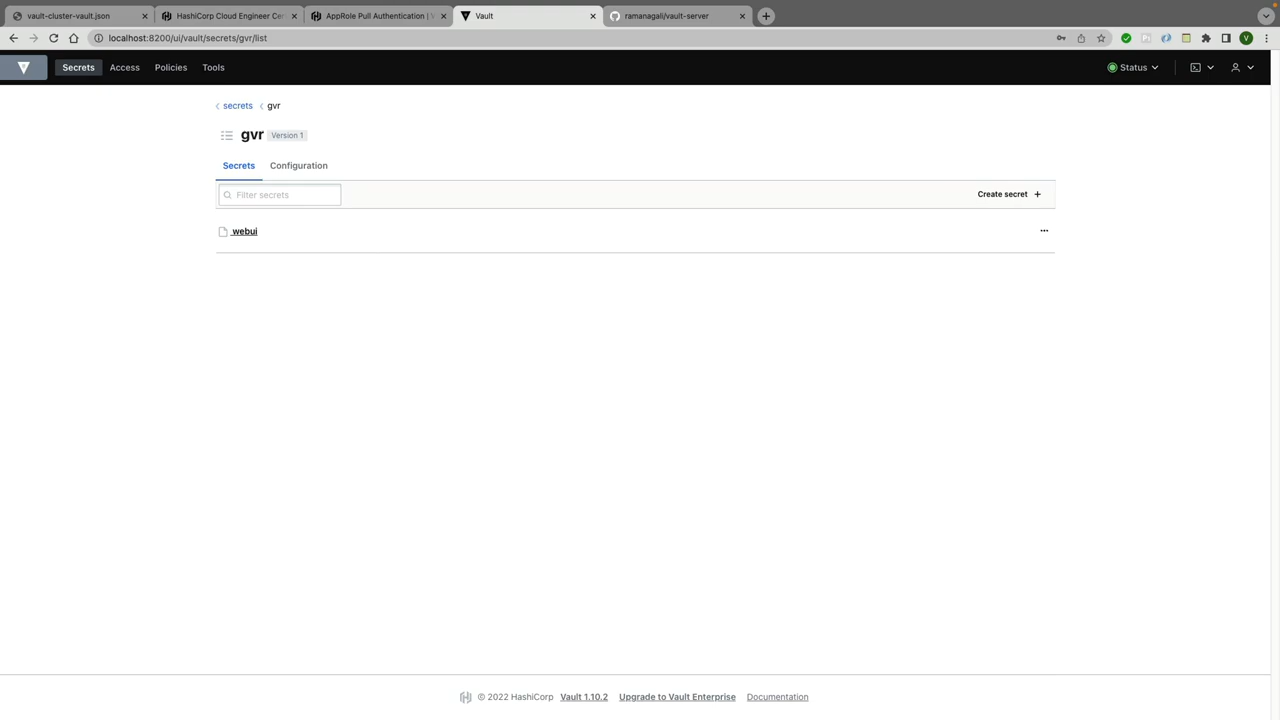 vault-cluster-vault.json
HashiCorp Cloud Engineer Cer
AppRole Pull Authentication | V
Vault
ramanagali/vault-server
localhost:8200/ui/vault/secrets/gvr/list
V
Secrets Access Policies Tools
Status
secrets gvr
gvr Version 1
Secrets Configuration
Filter secrets
Create secret +
webui
© 2022 HashiCorp Vault 1.10.2 Upgrade to Vault Enterprise Documentation